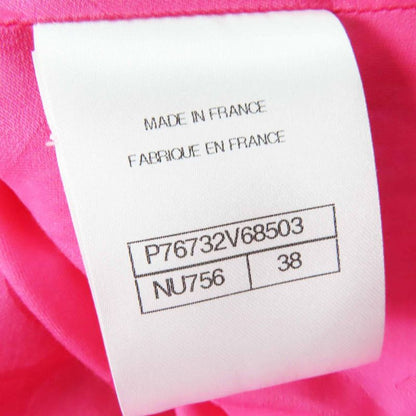 MADE IN FRANCE
FABRIQUE EN FRANCE
P76732V68503
NU756 38